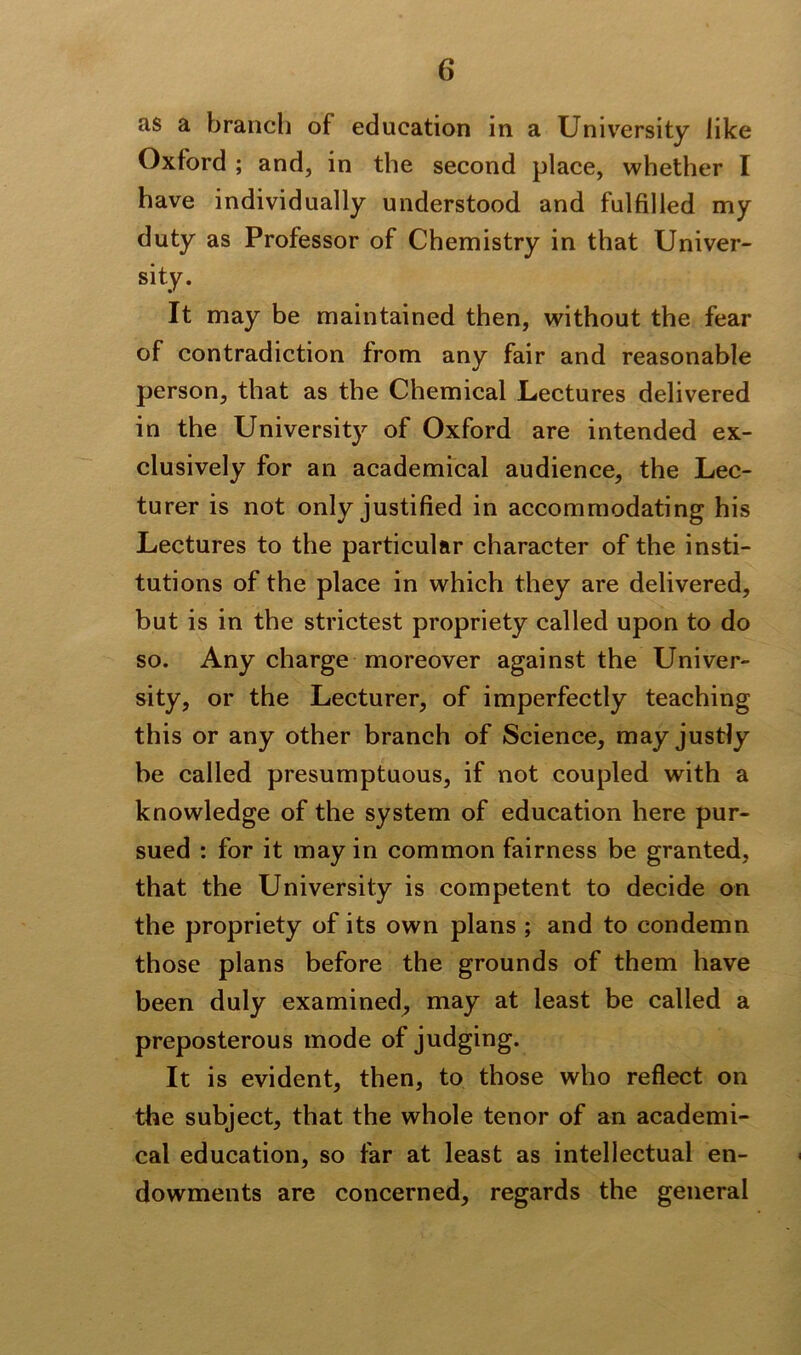 6
as a branch of education in a University like
Oxford ; and, in the second place, whether I
have individually understood and fulfilled my
duty as Professor of Chemistry in that Univer-
sity.
It may be maintained then, without the fear
of contradiction from any fair and reasonable
person, that as the Chemical Lectures delivered
in the University of Oxford are intended ex-
clusively for an academical audience, the Lec-
turer is not only justified in accommodating his
Lectures to the particular character of the insti-
tutions of the place in which they are delivered,
but is in the strictest propriety called upon to do
so. Any charge moreover against the Univer-
sity, or the Lecturer, of imperfectly teaching
this or any other branch of Science, may justly
be called presumptuous, if not coupled with a
knowledge of the system of education here pur-
sued : for it may in common fairness be granted,
that the University is competent to decide on
the propriety of its own plans ; and to condemn
those plans before the grounds of them have
been duly examined, may at least be called a
preposterous mode of judging.
It is evident, then, to those who reflect on
the subject, that the whole tenor of an academi-
cal education, so far at least as intellectual en-
dowments are concerned, regards the general